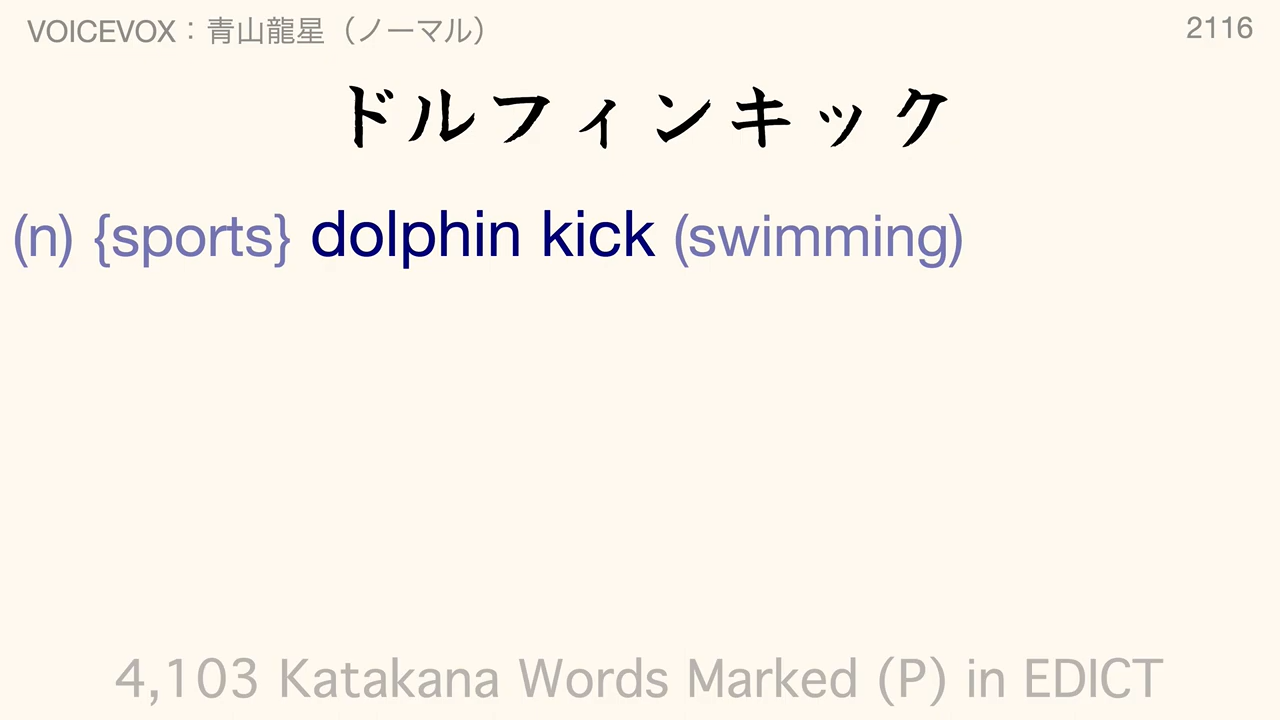 VOICEVOX：青山龍星（ノーマル）
2116
ドルフィンキック
(n) {sports} dolphin kick (swimming)
4,103 Katakana Words Marked (P) in EDICT